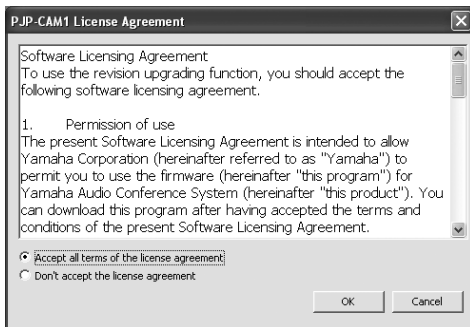 PJP-CAM1 License Agreement
Software Licensing Agreement
To use the revision upgrading function, you should accept the
following software licensing agreement.
1. Permission of use
The present Software Licensing Agreement is intended to allow
Yamaha Corporation (hereinafter referred to as "Yamaha") to
permit you to use the firmware (hereinafter "this program") for
Yamaha Audio Conference System (hereinafter "this product"). You
can download this program after having accepted the terms and
conditions of the present Software Licensing Agreement.
Accept all terms of the license agreement
Don't accept the license agreement
OK Cancel